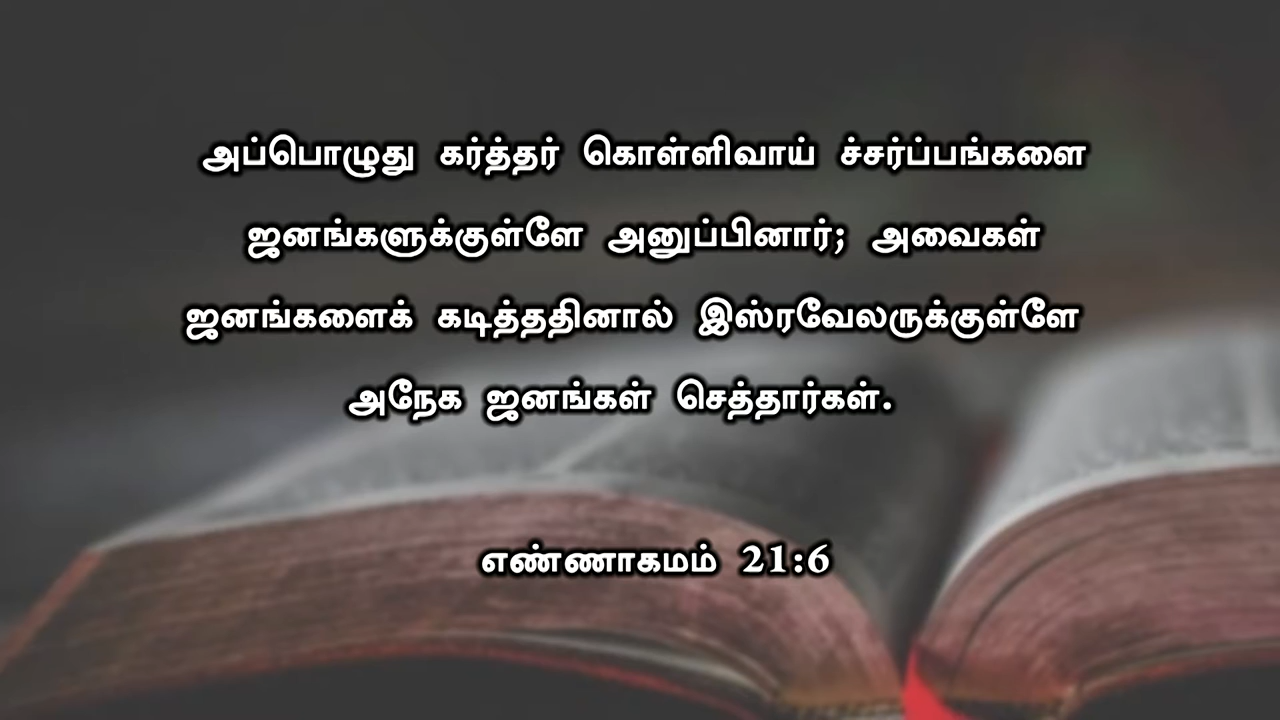 அப்பொழுது கர்த்தர் கொள்ளிவாய் ச்சர்ப்பங்களை
ஜனங்களுக்குள்ளே அனுப்பினார்; அவைகள்
ஜனங்களைக் கடித்ததினால் இஸ்ரவேலருக்குள்ளே
அநேக ஜனங்கள் செத்தார்கள்.
எண்ணாகமம் 21:6